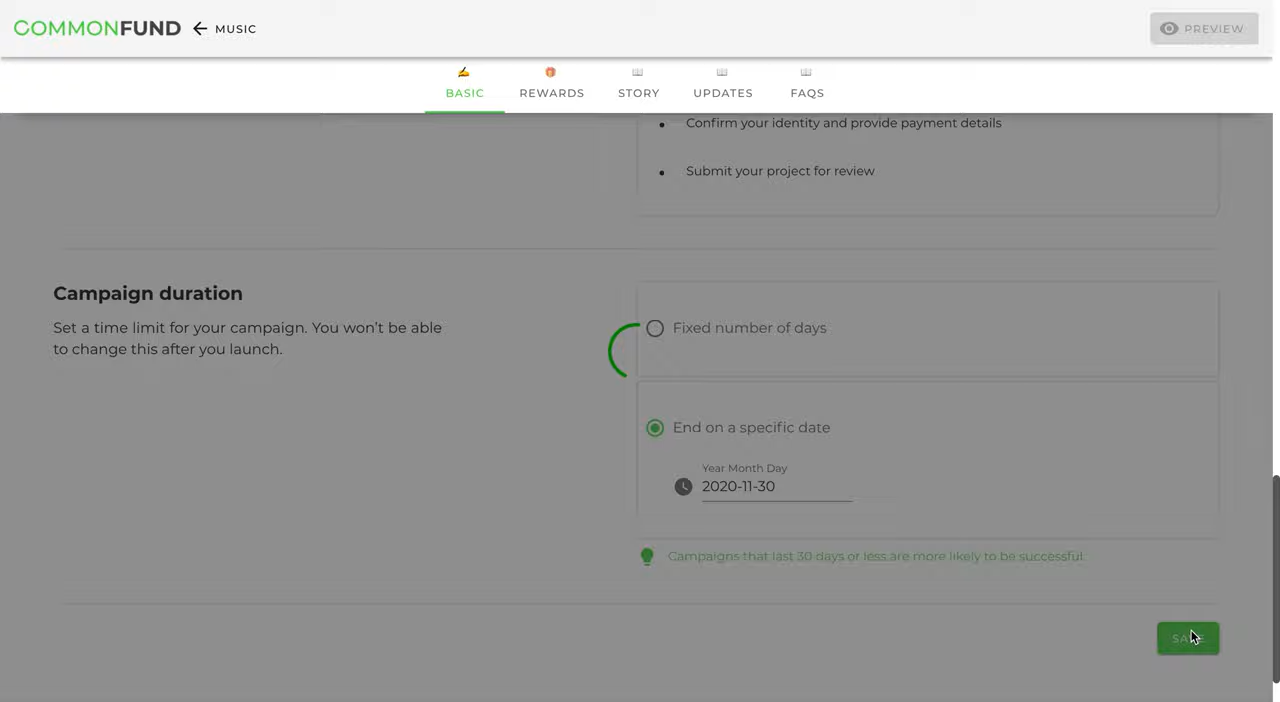 COMMONFUND
MUSIC
PREVIEW
BASIC
REWARDS
STORY
UPDATES
FAQS
Confirm your identity and provide payment details
Submit your project for review
Campaign duration
Set a time limit for your campaign. You won't be able
to change this after you launch.
Fixed number of days
End on a specific date
Year Month Day
2020-11-30
Campaigns that last 30 days or less are more likely to be successful.